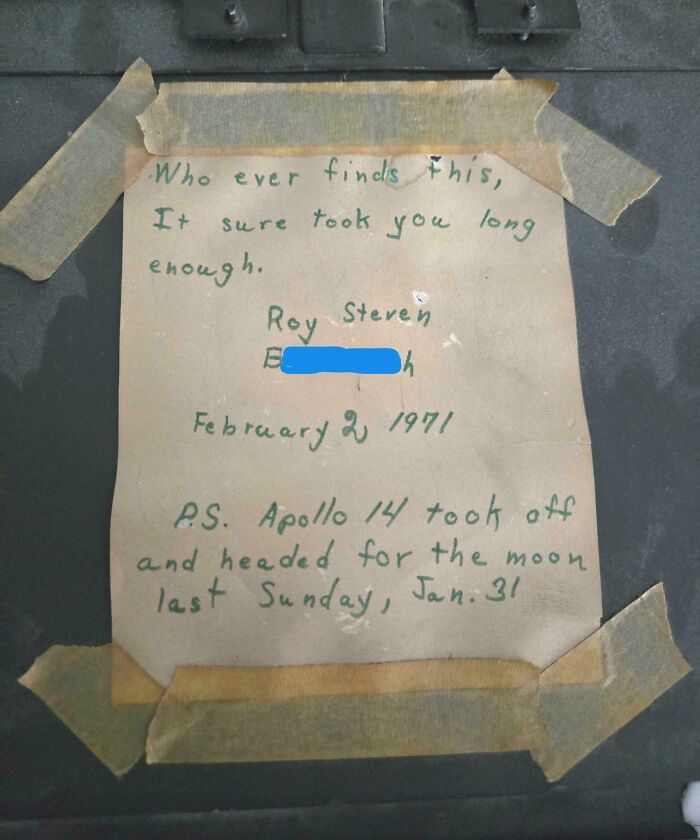 Who ever finds this,
It sure took you long
enough.
Roy Steven
February 2, 1971
P.S. Apollo 14 took off
and headed for the moon
last Sunday, Jan. 31